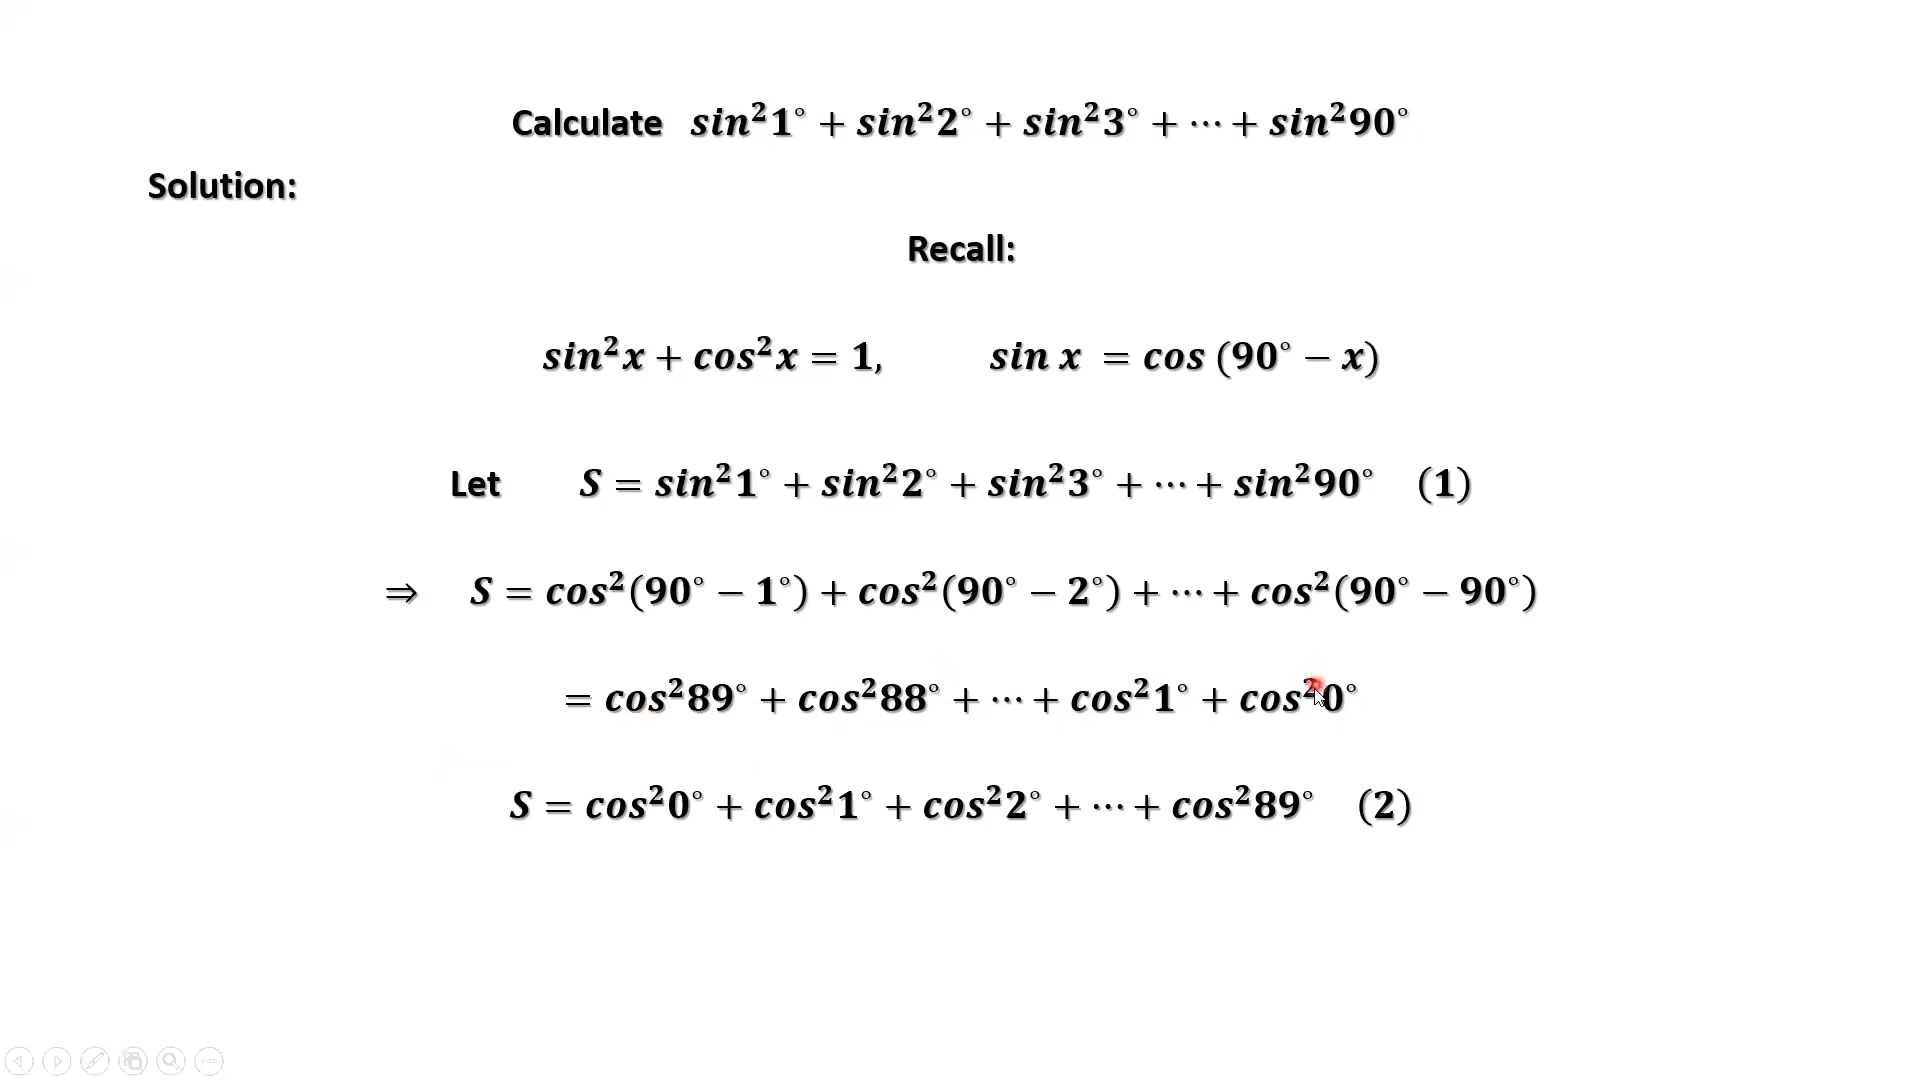 Calculate sin²1° + sin²2° + sin²3° + ⋯ + sin²90°
Solution:
Recall:
sin²x + cos²x = 1, sin x = cos (90° − x)
Let S = sin²1° + sin²2° + sin²3° + ⋯ + sin²90° (1)
⇒ S = cos²(90° − 1°) + cos²(90° − 2°) + ⋯ + cos²(90° − 90°)
= cos²89° + cos²88° + ⋯ + cos²1° + cos²0°
S = cos²0° + cos²1° + cos²2° + ⋯ + cos²89° (2)